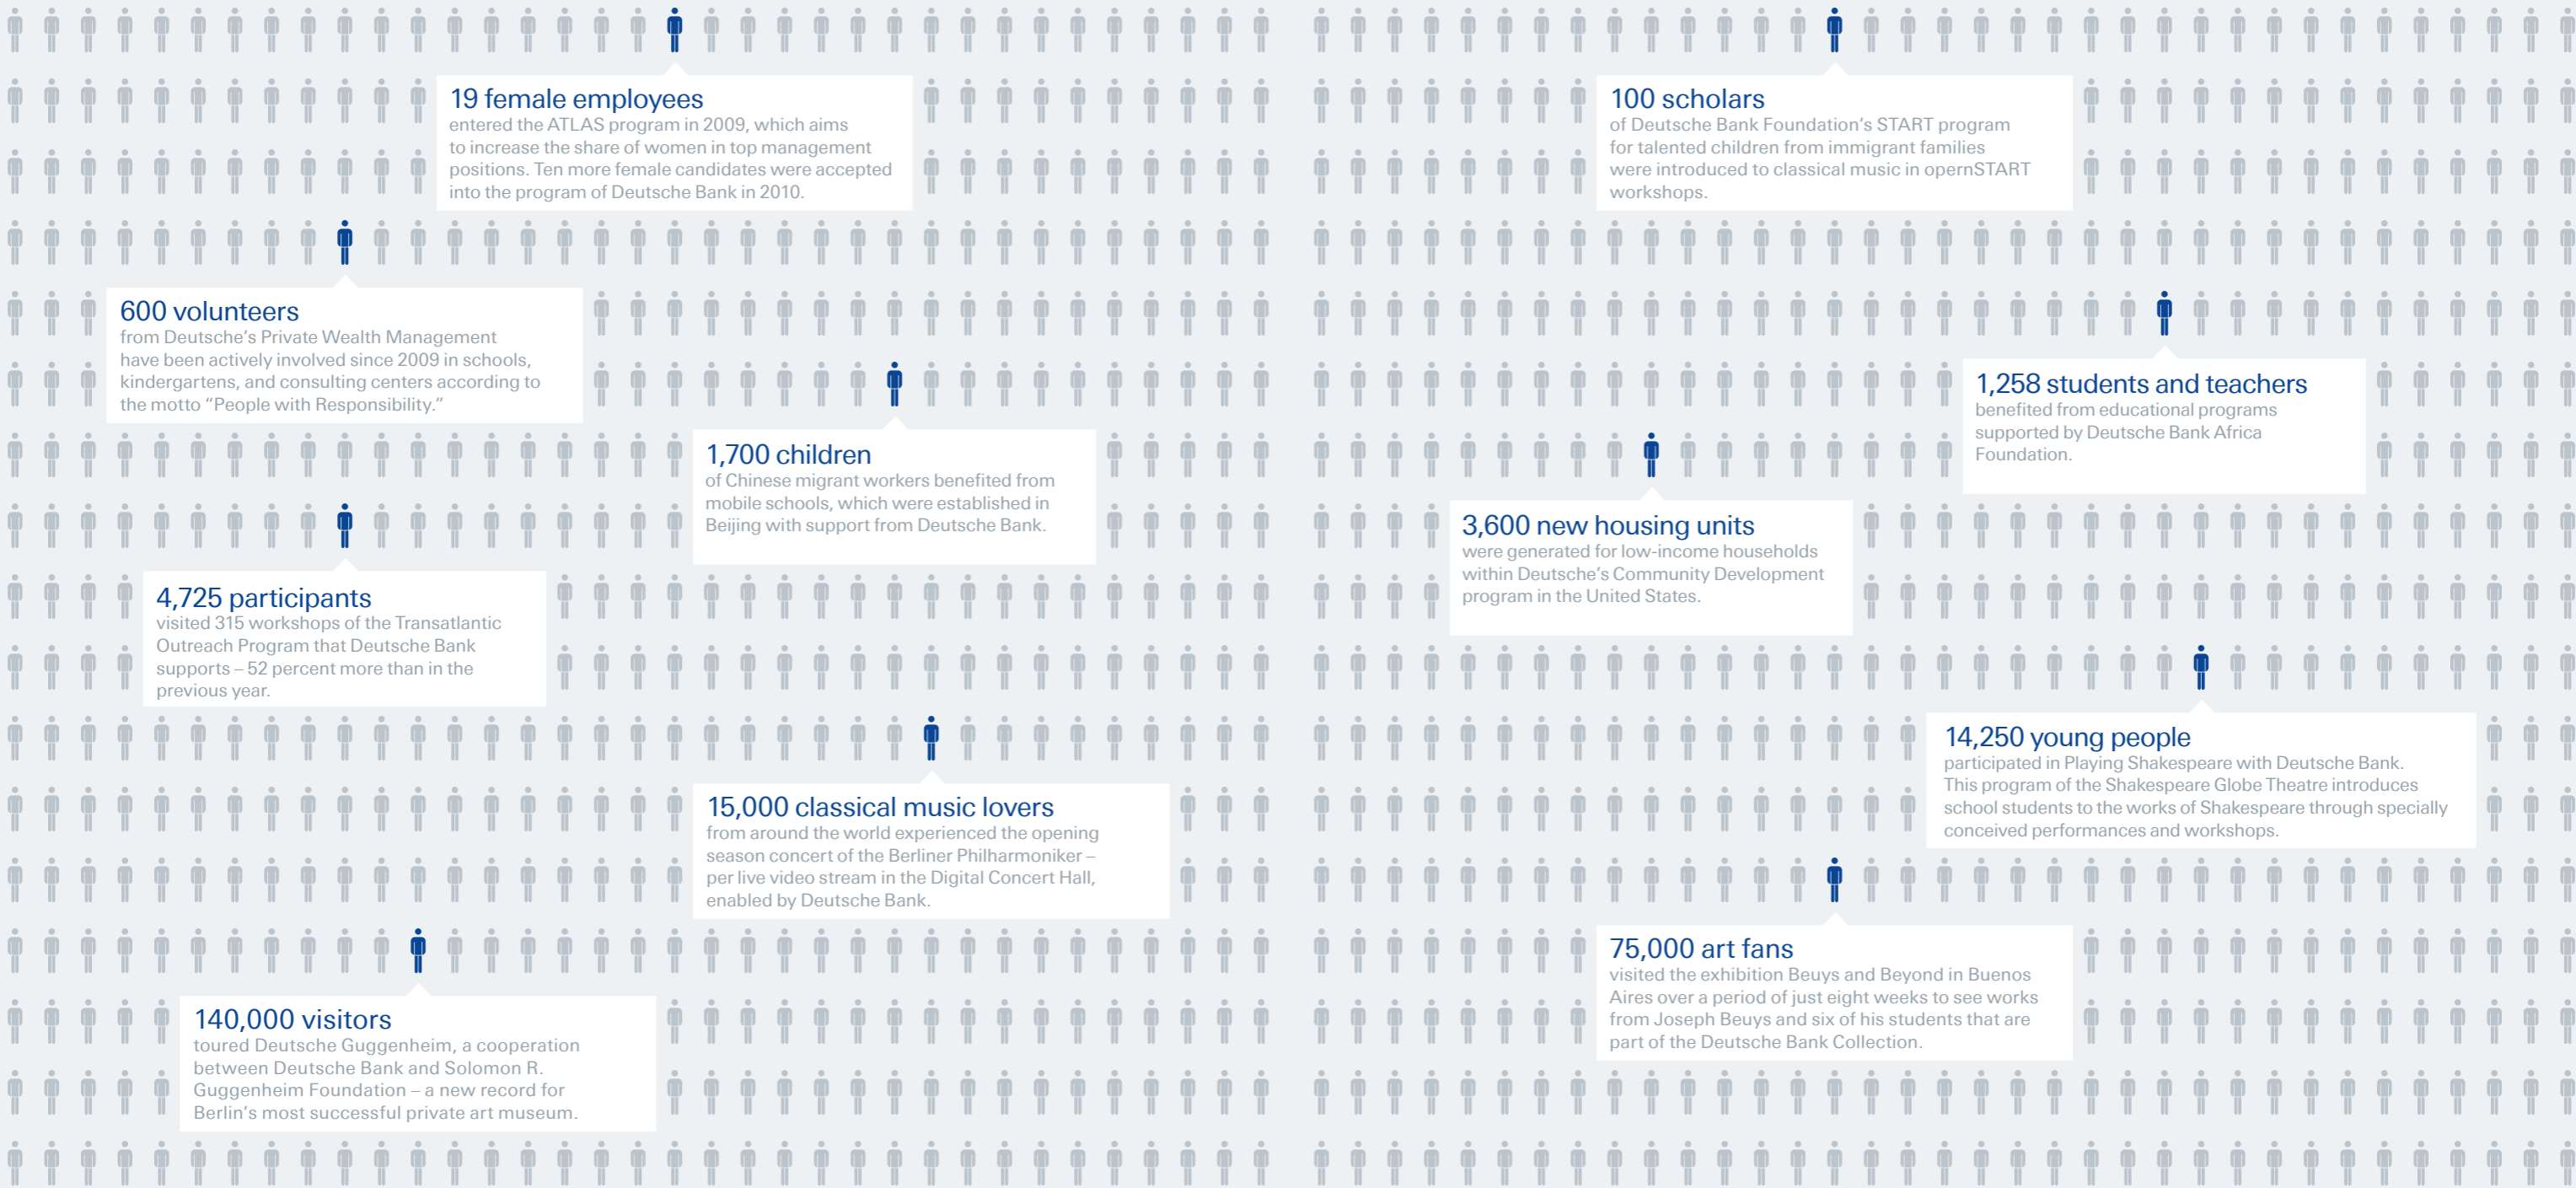 19 female employees
entered the ATLAS program in 2009, which aims
to increase the share of women in top management
positions. Ten more female candidates were accepted
into the program of Deutsche Bank in 2010.
600 volunteers
from Deutsche's Private Wealth Management
have been actively involved since 2009 in schools,
kindergartens, and consulting centers according to
the motto “People with Responsibility.”
1,700 children
of Chinese migrant workers benefited from
mobile schools, which were established in
Beijing with support from Deutsche Bank.
4,725 participants
visited 315 workshops of the Transatlantic
Outreach Program that Deutsche Bank
supports – 52 percent more than in the
previous year.
15,000 classical music lovers
from around the world experienced the opening
season concert of the Berliner Philharmoniker –
per live video stream in the Digital Concert Hall,
enabled by Deutsche Bank.
140,000 visitors
toured Deutsche Guggenheim, a cooperation
between Deutsche Bank and Solomon R.
Guggenheim Foundation – a new record for
Berlin's most successful private art museum.
100 scholars
of Deutsche Bank Foundation's START program
for talented children from immigrant families
were introduced to classical music in opernSTART
workshops.
1,258 students and teachers
benefited from educational programs
supported by Deutsche Bank Africa
Foundation.
3,600 new housing units
were generated for low-income households
within Deutsche's Community Development
program in the United States.
14,250 young people
participated in Playing Shakespeare with Deutsche Bank.
This program of the Shakespeare Globe Theatre introduces
school students to the works of Shakespeare through specially
conceived performances and workshops.
75,000 art fans
visited the exhibition Beuys and Beyond in Buenos
Aires over a period of just eight weeks to see works
from Joseph Beuys and six of his students that are
part of the Deutsche Bank Collection.